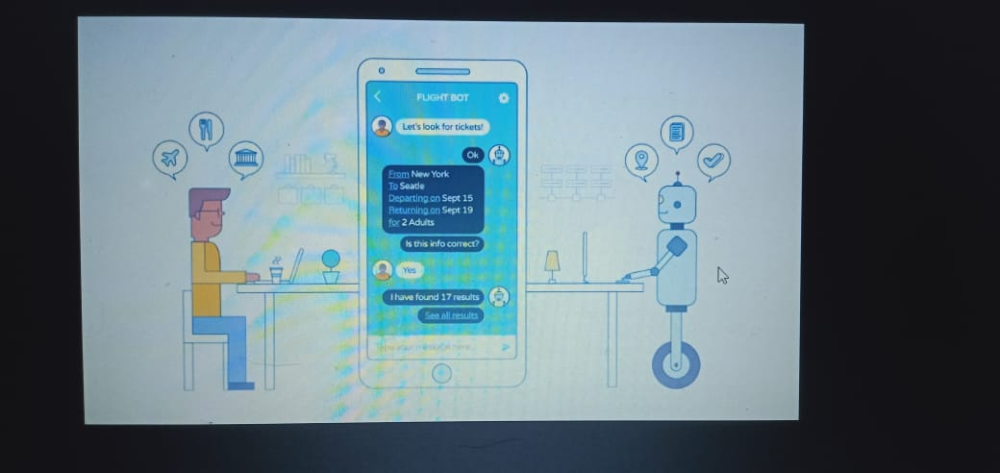 FLIGHT BOT
Let's look for tickets!
Ok
From New York
To Seatle
Departing on Sept 15
Returning on Sept 19
for 2 Adults
Is this info correct?
Yes
I have found 17 results
See all results
Type your message here...